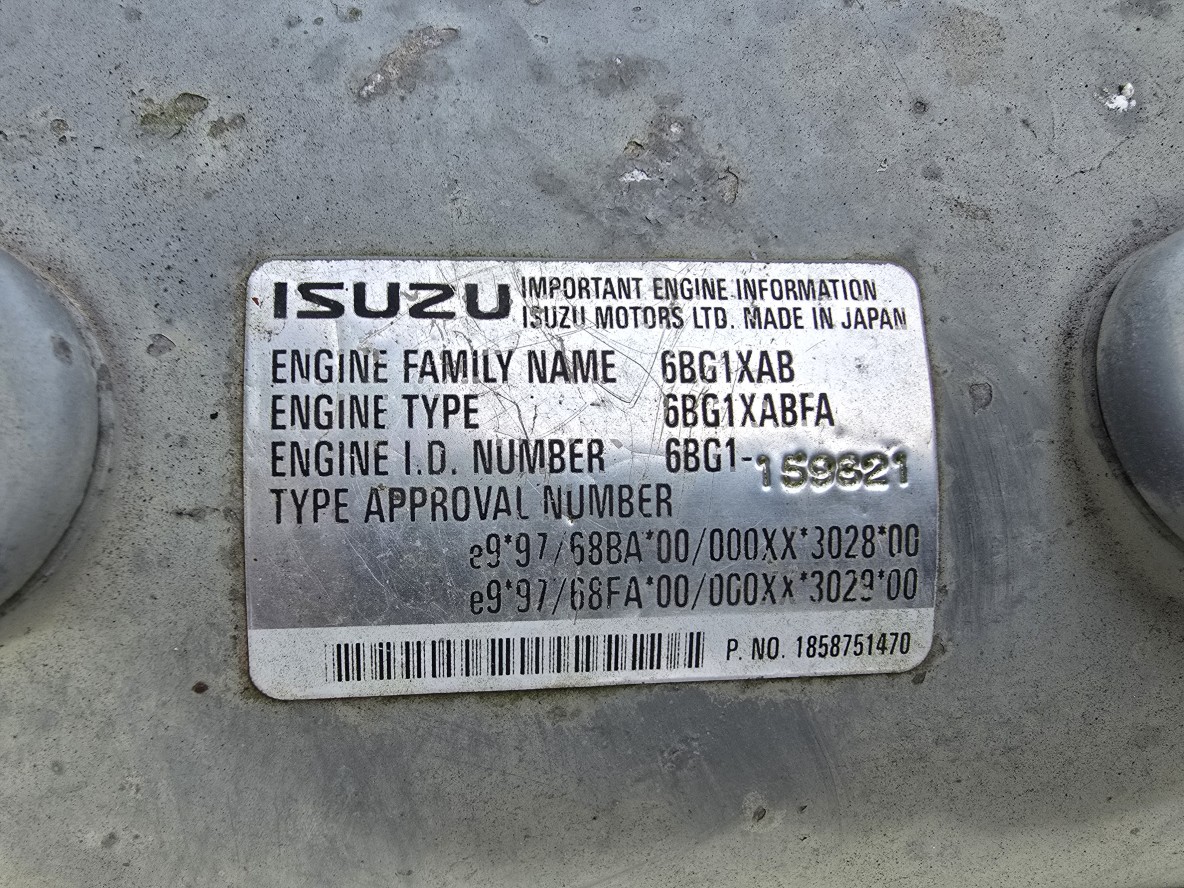 ISUZU IMPORTANT ENGINE INFORMATION
ISUZU MOTORS LTD. MADE IN JAPAN
ENGINE FAMILY NAME 6BG1XAB
ENGINE TYPE 6BG1XABFA
ENGINE I.D. NUMBER 6BG1-159821
TYPE APPROVAL NUMBER
e9*97/68BA*00/000XX*3028*00
e9*97/68FA*00/000XX*3029*00
P. NO. 1858751470